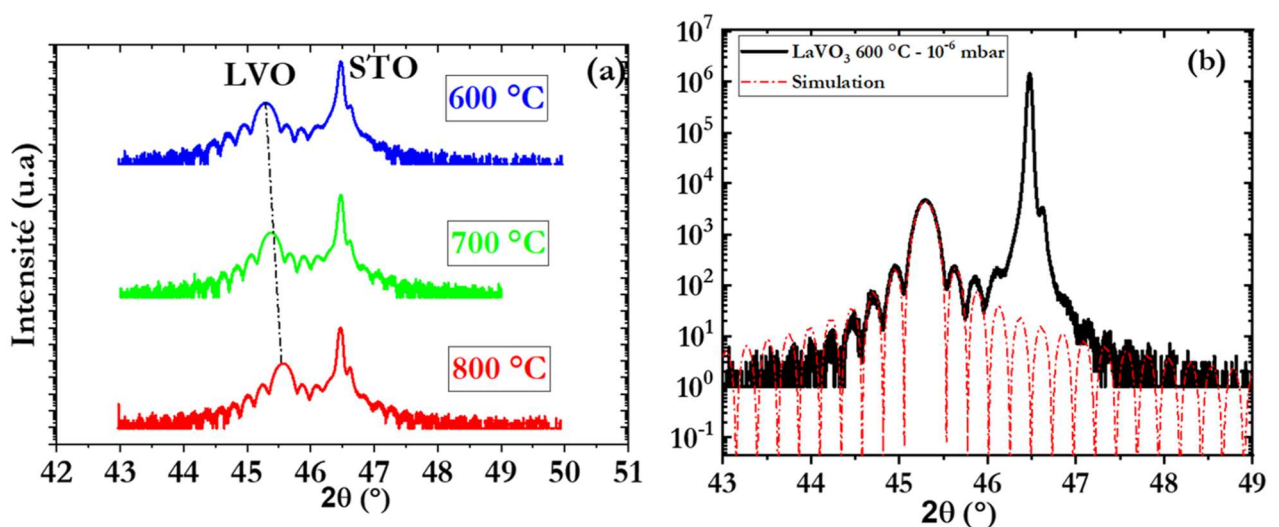 LVO
STO
(a)
600 °C
700 °C
800 °C
Intensité (u.a)
42 43 44 45 46 47 48 49 50 51
2θ (°)
(b)
LaVO₃ 600 °C - 10⁻⁶ mbar
Simulation
10⁷
10⁶
10⁵
10⁴
10³
10²
10¹
10⁰
10⁻¹
43 44 45 46 47 48 49
2θ (°)